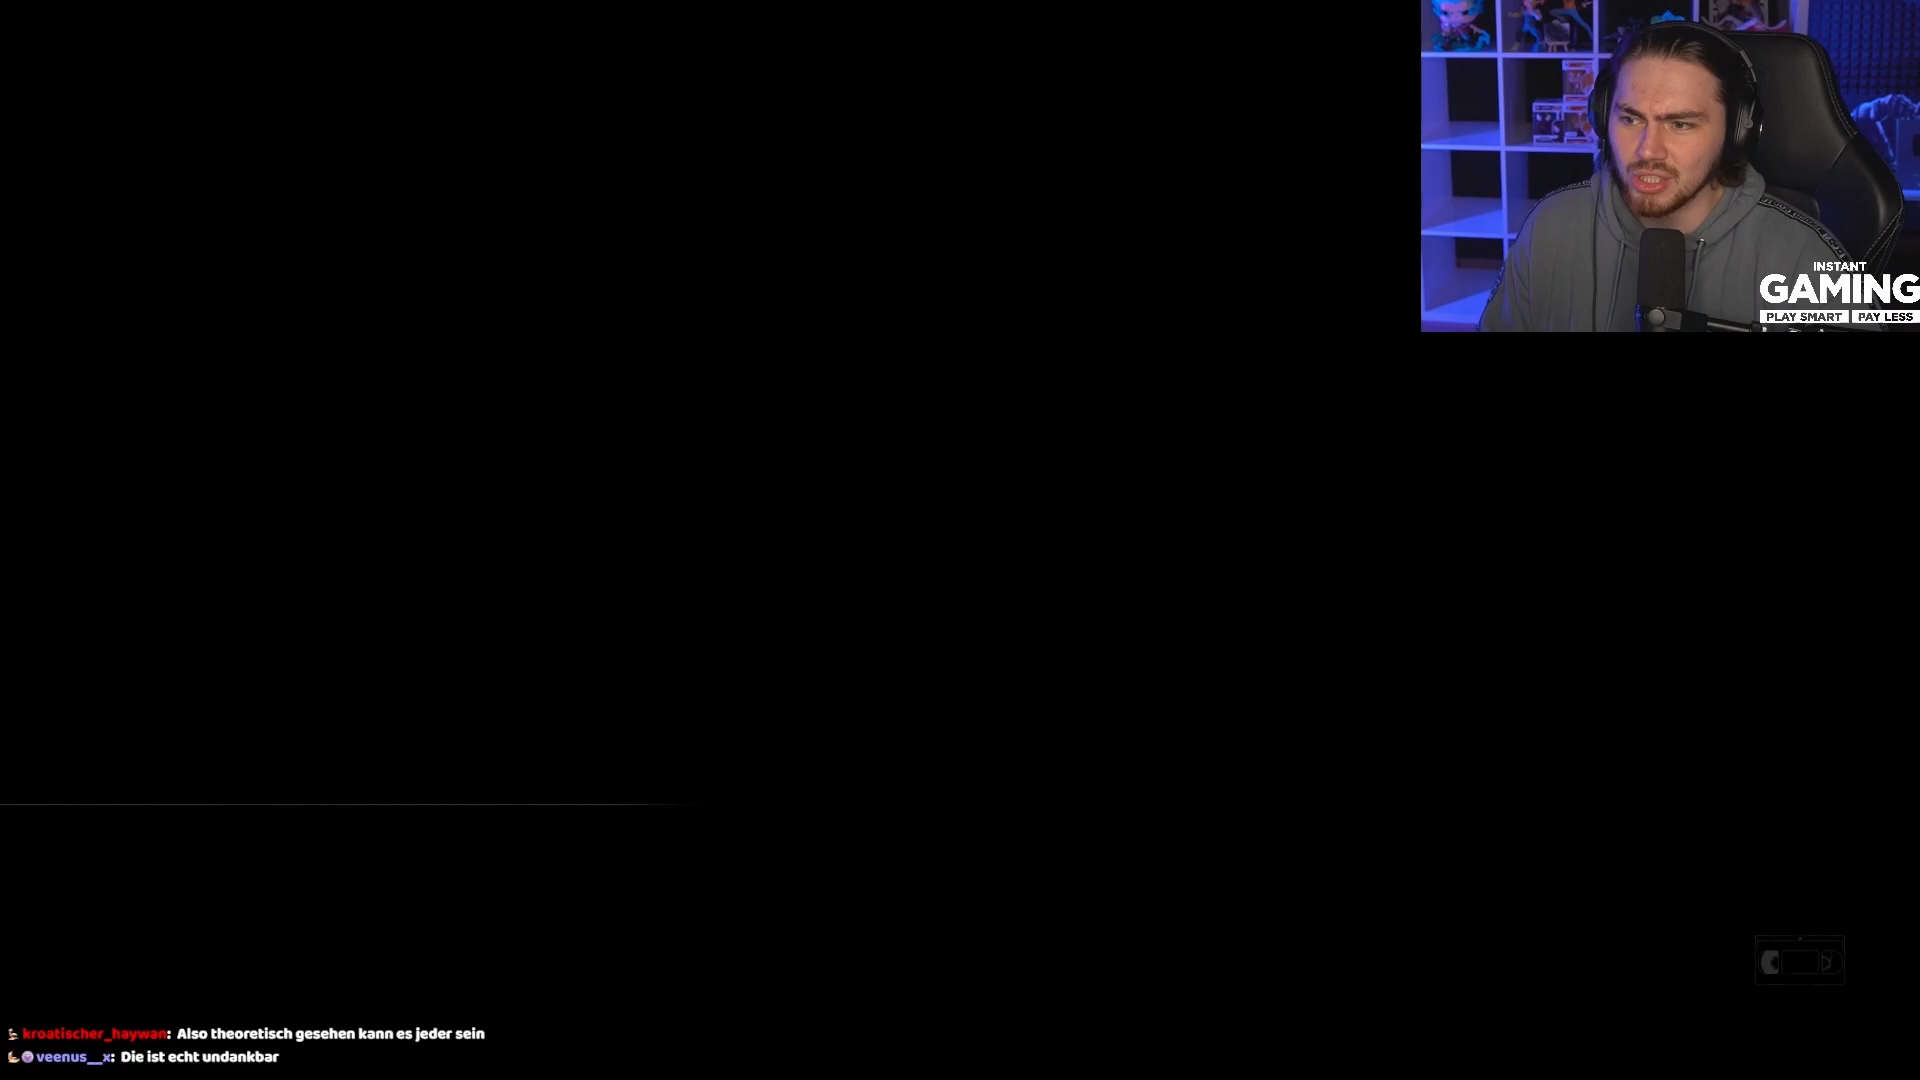 INSTANT
GAMING
PLAY SMART | PAY LESS
kroatischer_haywan: Also theoretisch gesehen kann es jeder sein
veenus__x: Die ist echt undankbar